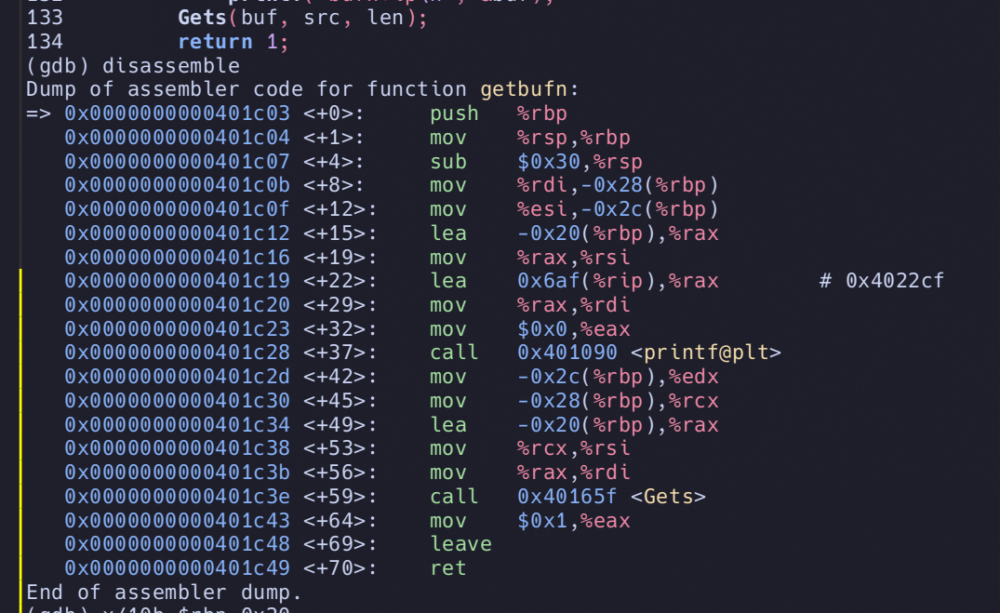 133 Gets(buf, src, len);
134 return 1;
(gdb) disassemble
Dump of assembler code for function getbufn:
=> 0x0000000000401c03 <+0>: push %rbp
0x0000000000401c04 <+1>: mov %rsp,%rbp
0x0000000000401c07 <+4>: sub $0x30,%rsp
0x0000000000401c0b <+8>: mov %rdi,-0x28(%rbp)
0x0000000000401c0f <+12>: mov %esi,-0x2c(%rbp)
0x0000000000401c12 <+15>: lea -0x20(%rbp),%rax
0x0000000000401c16 <+19>: mov %rax,%rsi
0x0000000000401c19 <+22>: lea 0x6af(%rip),%rax # 0x4022cf
0x0000000000401c20 <+29>: mov %rax,%rdi
0x0000000000401c23 <+32>: mov $0x0,%eax
0x0000000000401c28 <+37>: call 0x401090 <printf@plt>
0x0000000000401c2d <+42>: mov -0x2c(%rbp),%edx
0x0000000000401c30 <+45>: mov -0x28(%rbp),%rcx
0x0000000000401c34 <+49>: lea -0x20(%rbp),%rax
0x0000000000401c38 <+53>: mov %rcx,%rsi
0x0000000000401c3b <+56>: mov %rax,%rdi
0x0000000000401c3e <+59>: call 0x40165f <Gets>
0x0000000000401c43 <+64>: mov $0x1,%eax
0x0000000000401c48 <+69>: leave
0x0000000000401c49 <+70>: ret
End of assembler dump.